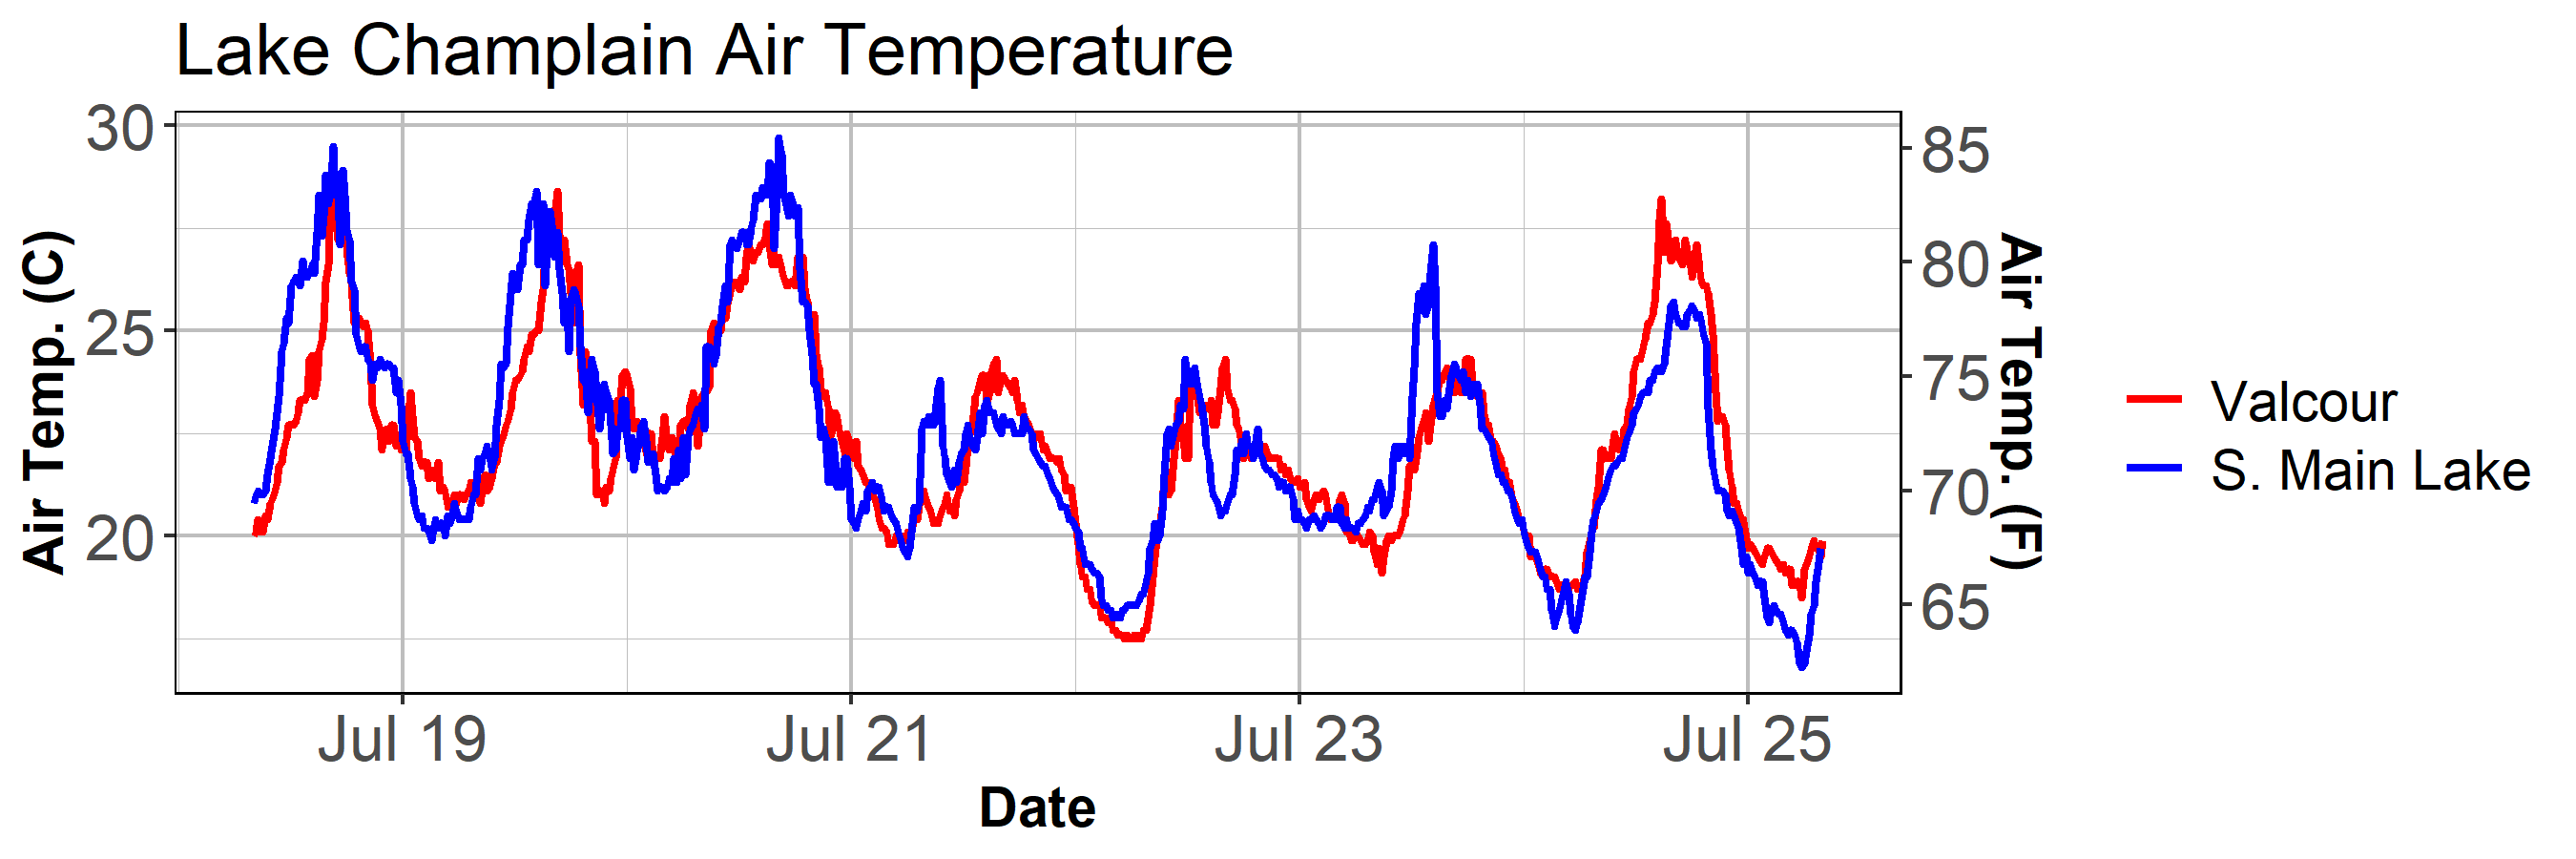 Lake Champlain Air Temperature
30
25
20
Air Temp. (C)
85
80
75
70
65
Air Temp. (F)
Jul 19 Jul 21 Jul 23 Jul 25
Date
Valcour
S. Main Lake